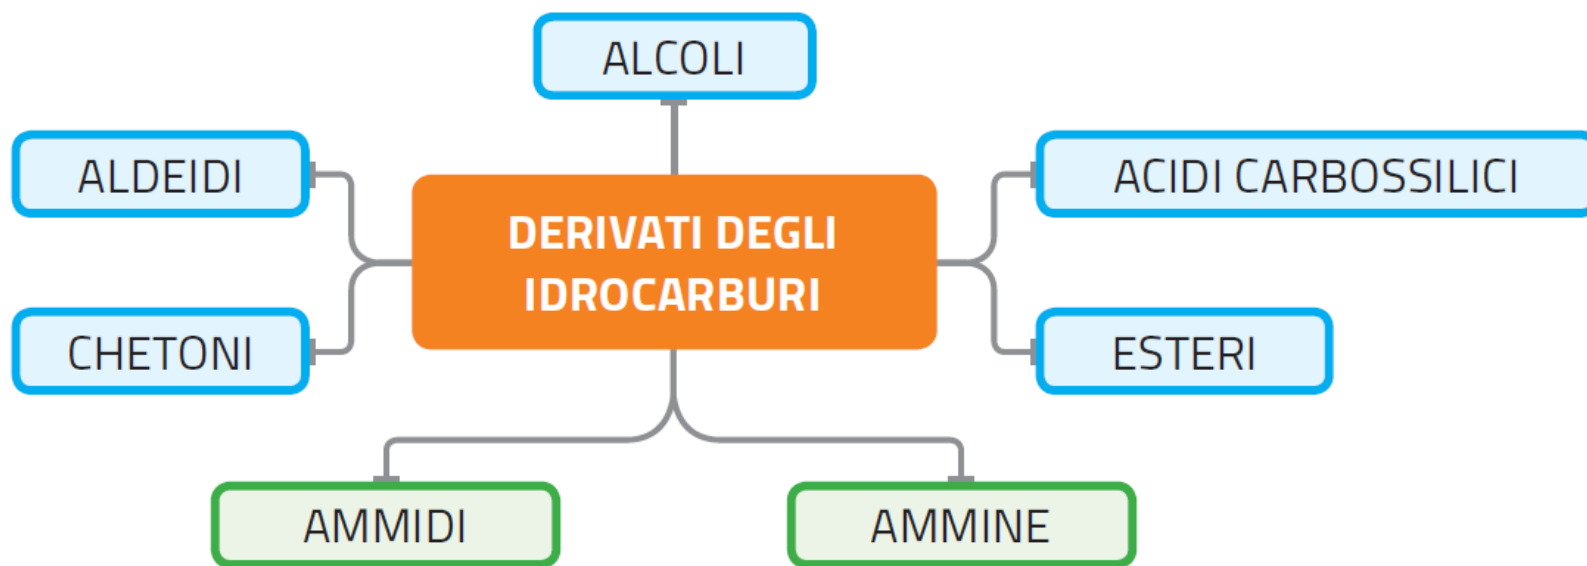 ALCOLI
ALDEIDI
ACIDI CARBOSSILICI
DERIVATI DEGLI
IDROCARBURI
CHETONI
ESTERI
AMMIDI
AMMINE